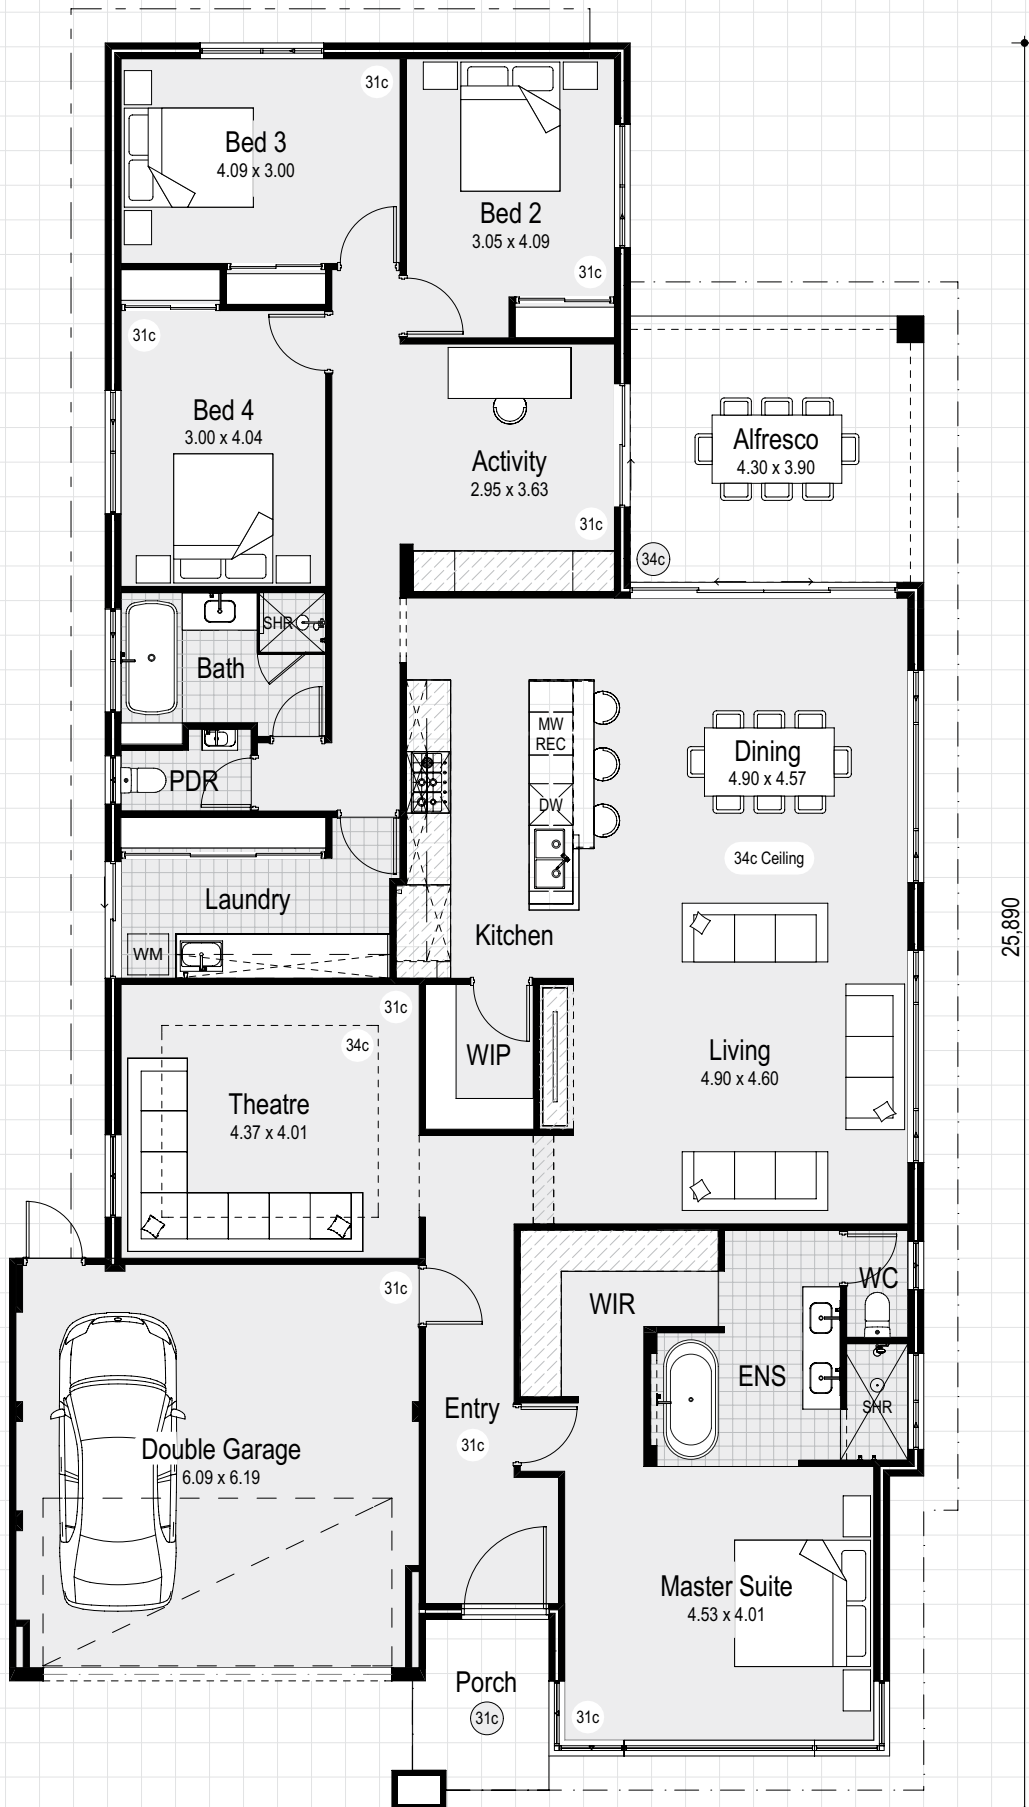 31c
Bed 3
4.09 x 3.00
Bed 2
3.05 x 4.09
31c
31c
Bed 4
3.00 x 4.04
Activity
2.95 x 3.63
31c
Alfresco
4.30 x 3.90
34c
SHR
Bath
PDR
MW
REC
DW
Dining
4.90 x 4.57
34c Ceiling
Laundry
WM
Kitchen
25,890
31c
34c
Theatre
4.37 x 4.01
WIP
Living
4.90 x 4.60
31c
WIR
WC
ENS
SHR
Entry
31c
Double Garage
6.09 x 6.19
Master Suite
4.53 x 4.01
Porch
31c
31c